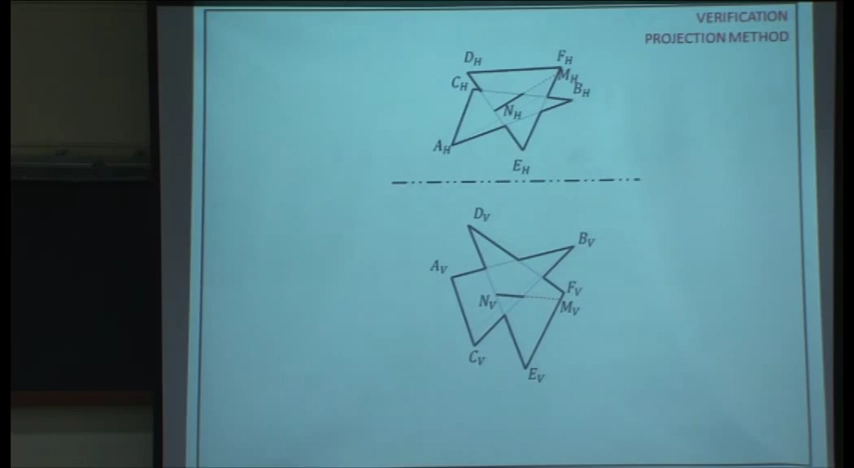 VERIFICATION
PROJECTION METHOD
D_H
F_H
C_H
M_H
B_H
N_H
A_H
E_H
D_V
B_V
A_V
N_V
F_V
M_V
C_V
E_V